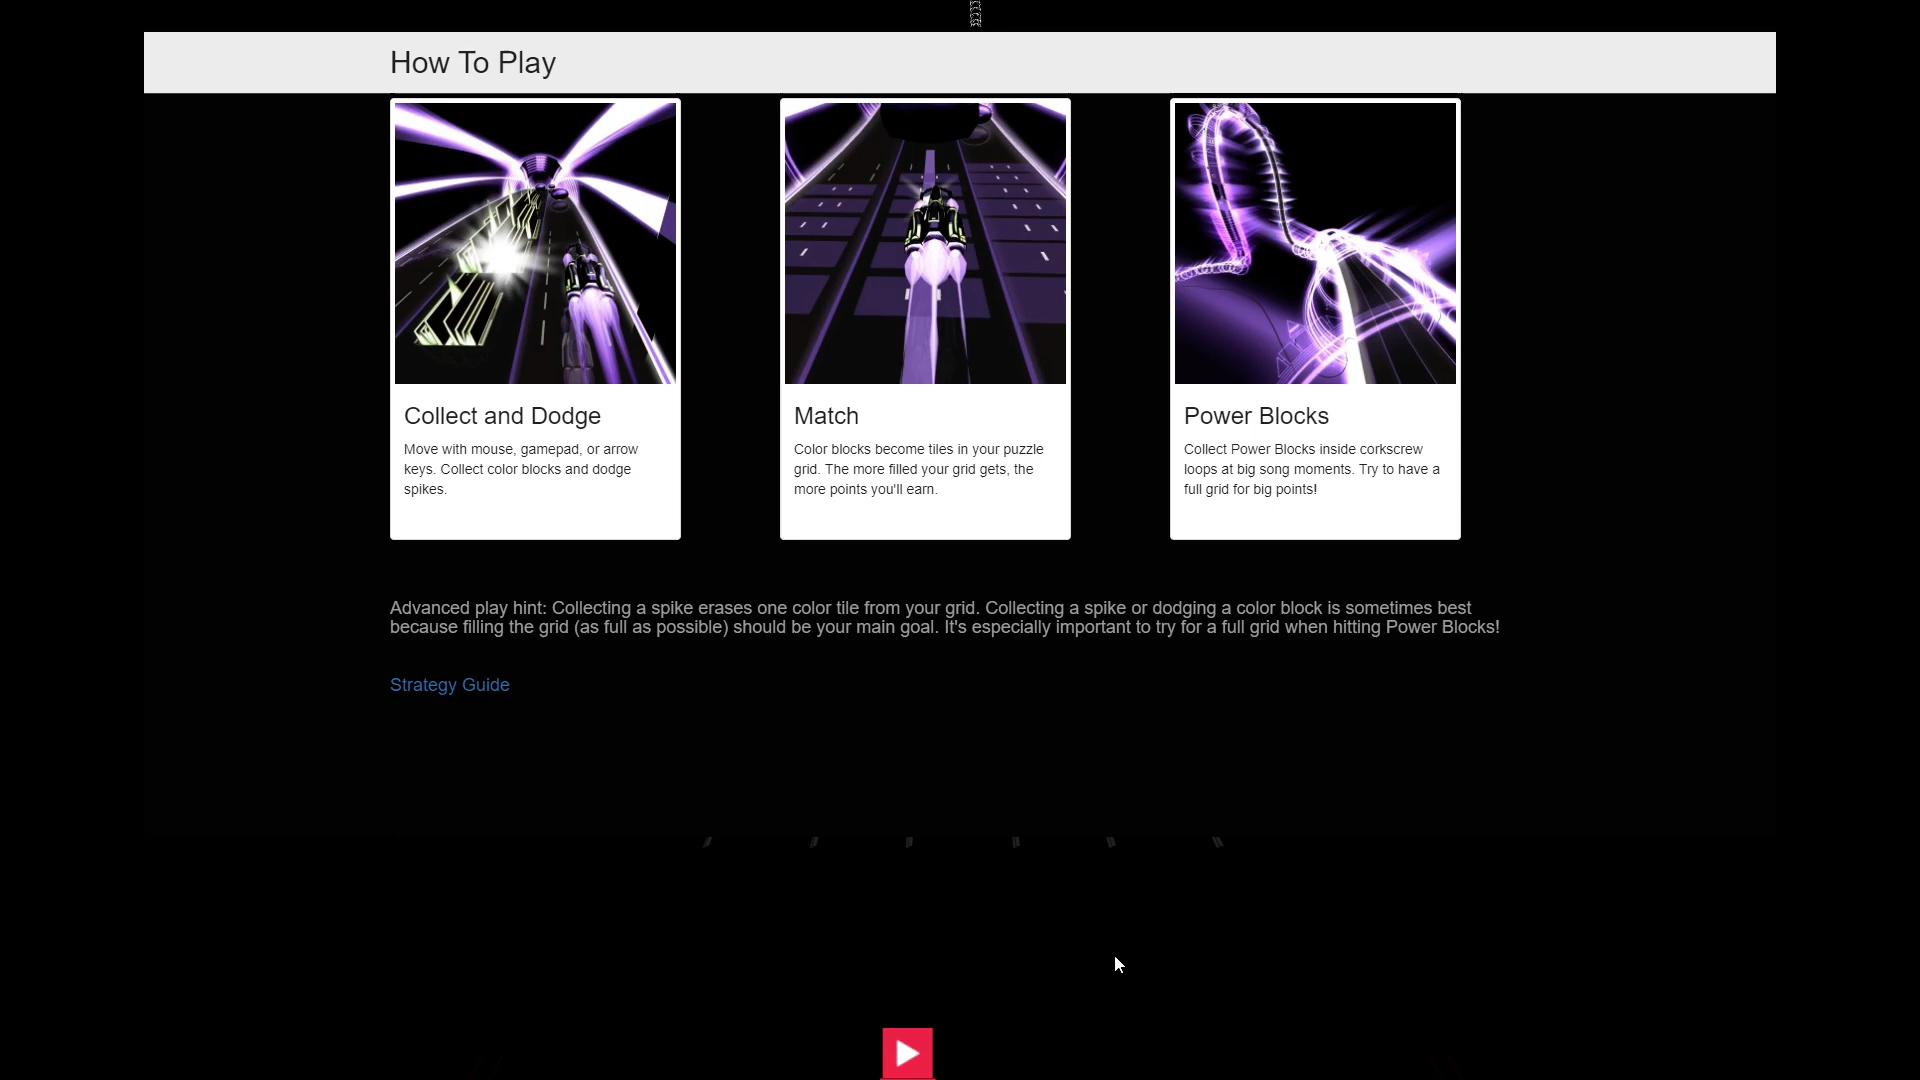 How To Play
Collect and Dodge
Move with mouse, gamepad, or arrow
keys. Collect color blocks and dodge
spikes.
Match
Color blocks become tiles in your puzzle
grid. The more filled your grid gets, the
more points you'll earn.
Power Blocks
Collect Power Blocks inside corkscrew
loops at big song moments. Try to have a
full grid for big points!
Advanced play hint: Collecting a spike erases one color tile from your grid. Collecting a spike or dodging a color block is sometimes best
because filling the grid (as full as possible) should be your main goal. It's especially important to try for a full grid when hitting Power Blocks!
Strategy Guide